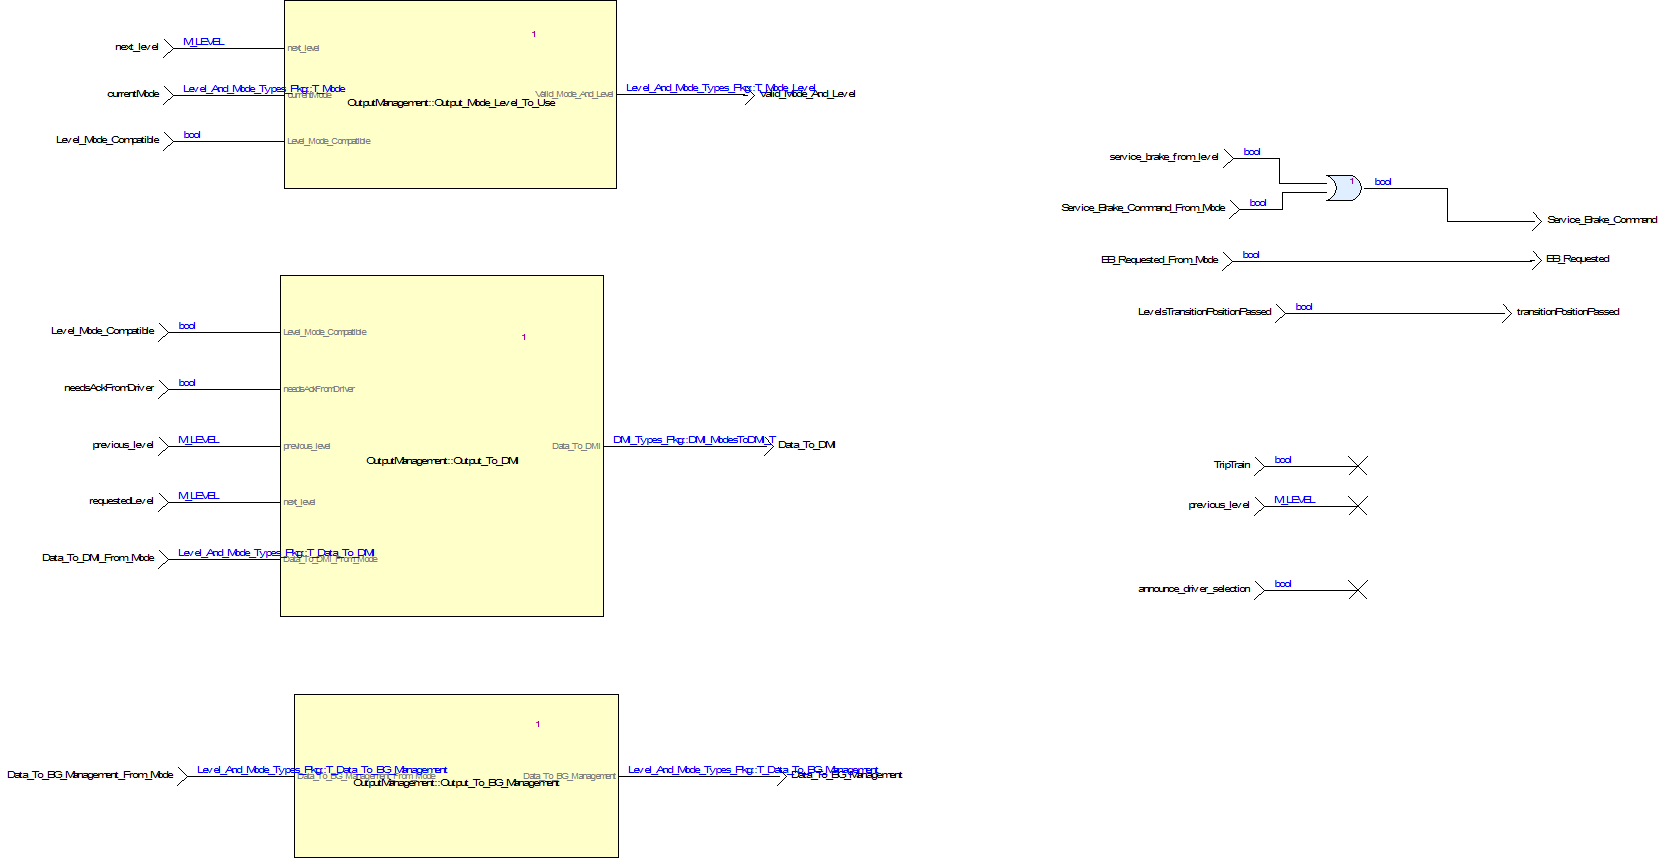 1
next_level
M_LEVEL
next_level
currentMode
Level_And_Mode_Types_Pkg::T_Mode
currentMode
OutputManagement::Output_Mode_Level_To_Use
Valid_Mode_And_Level
Level_And_Mode_Types_Pkg::T_Mode_Level
Valid_Mode_And_Level
Level_Mode_Compatible
bool
Level_Mode_Compatible
service_brake_from_level
bool
1
bool
Service_Brake_Command_From_Mode
bool
Service_Brake_Command
EB_Requested_From_Mode
bool
EB_Requested
LevelsTransitionPositionPassed
bool
transitionPositionPassed
Level_Mode_Compatible
bool
Level_Mode_Compatible
1
needsAckFromDriver
bool
needsAckFromDriver
previous_level
M_LEVEL
previous_level
Data_To_DMI
DMI_Types_Pkg::DMI_ModesToDMI_T
Data_To_DMI
OutputManagement::Output_To_DMI
requestedLevel
M_LEVEL
next_level
Data_To_DMI_From_Mode
Level_And_Mode_Types_Pkg::T_Data_To_DMI
Data_To_DMI_From_Mode
TripTrain
bool
previous_level
M_LEVEL
announce_driver_selection
bool
1
Data_To_BG_Management_From_Mode
Level_And_Mode_Types_Pkg::T_Data_To_BG_Management
Data_To_BG_Management_From_Mode
OutputManagement::Output_To_BG_Management
Data_To_BG_Management
Level_And_Mode_Types_Pkg::T_Data_To_BG_Management
Data_To_BG_Management